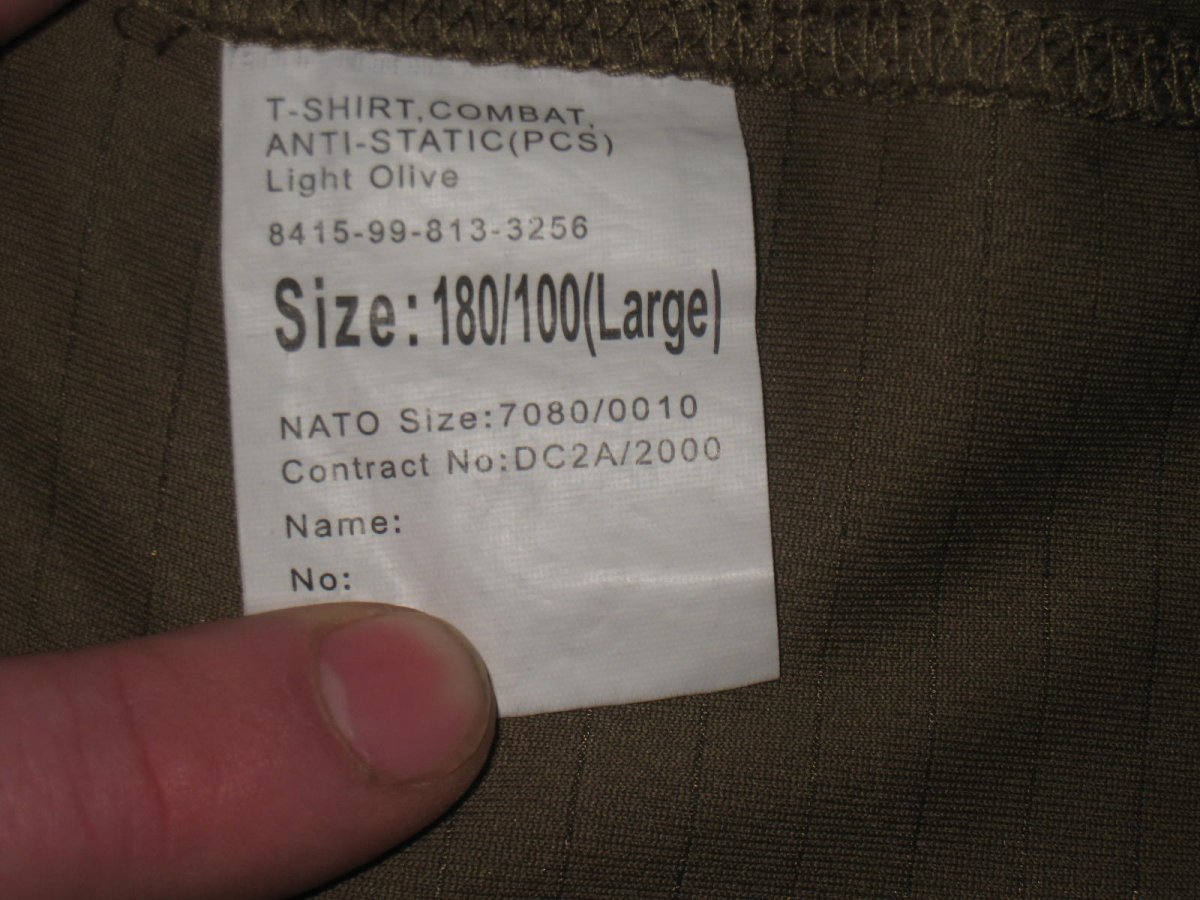 T-SHIRT,COMBAT,
ANTI-STATIC(PCS)
Light Olive
8415-99-813-3256
Size:180/100(Large)
NATO Size:7080/0010
Contract No:DC2A/2000
Name:
No: